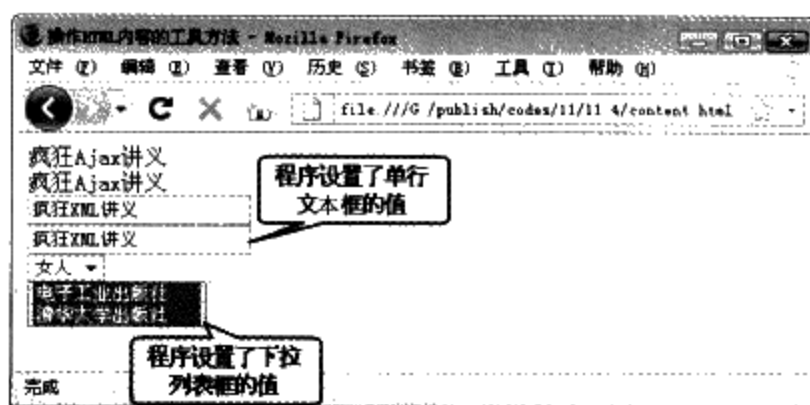 操作HTML内容的工具方法 - Mozilla Firefox
文件 (F) 编辑 (E) 查看 (V) 历史 (S) 书签 (B) 工具 (T) 帮助 (H)
file ///G /publish/codes/11/11 4/content html
疯狂Ajax讲义
疯狂Ajax讲义
疯狂XML讲义
疯狂XML讲义
女人
电子工业出版社
清华大学出版社
程序设置了单行
文本框的值
程序设置了下拉
列表框的值
完成